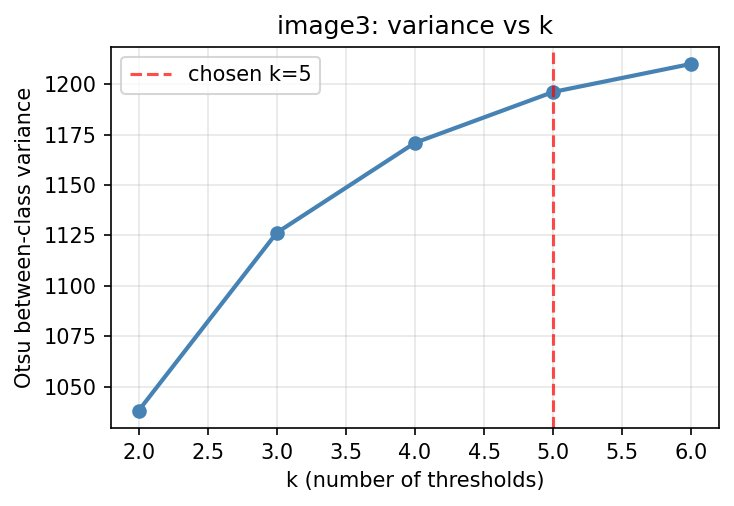 image3: variance vs k
chosen k=5
Otsu between-class variance
1200
1175
1150
1125
1100
1075
1050
2.0 2.5 3.0 3.5 4.0 4.5 5.0 5.5 6.0
k (number of thresholds)